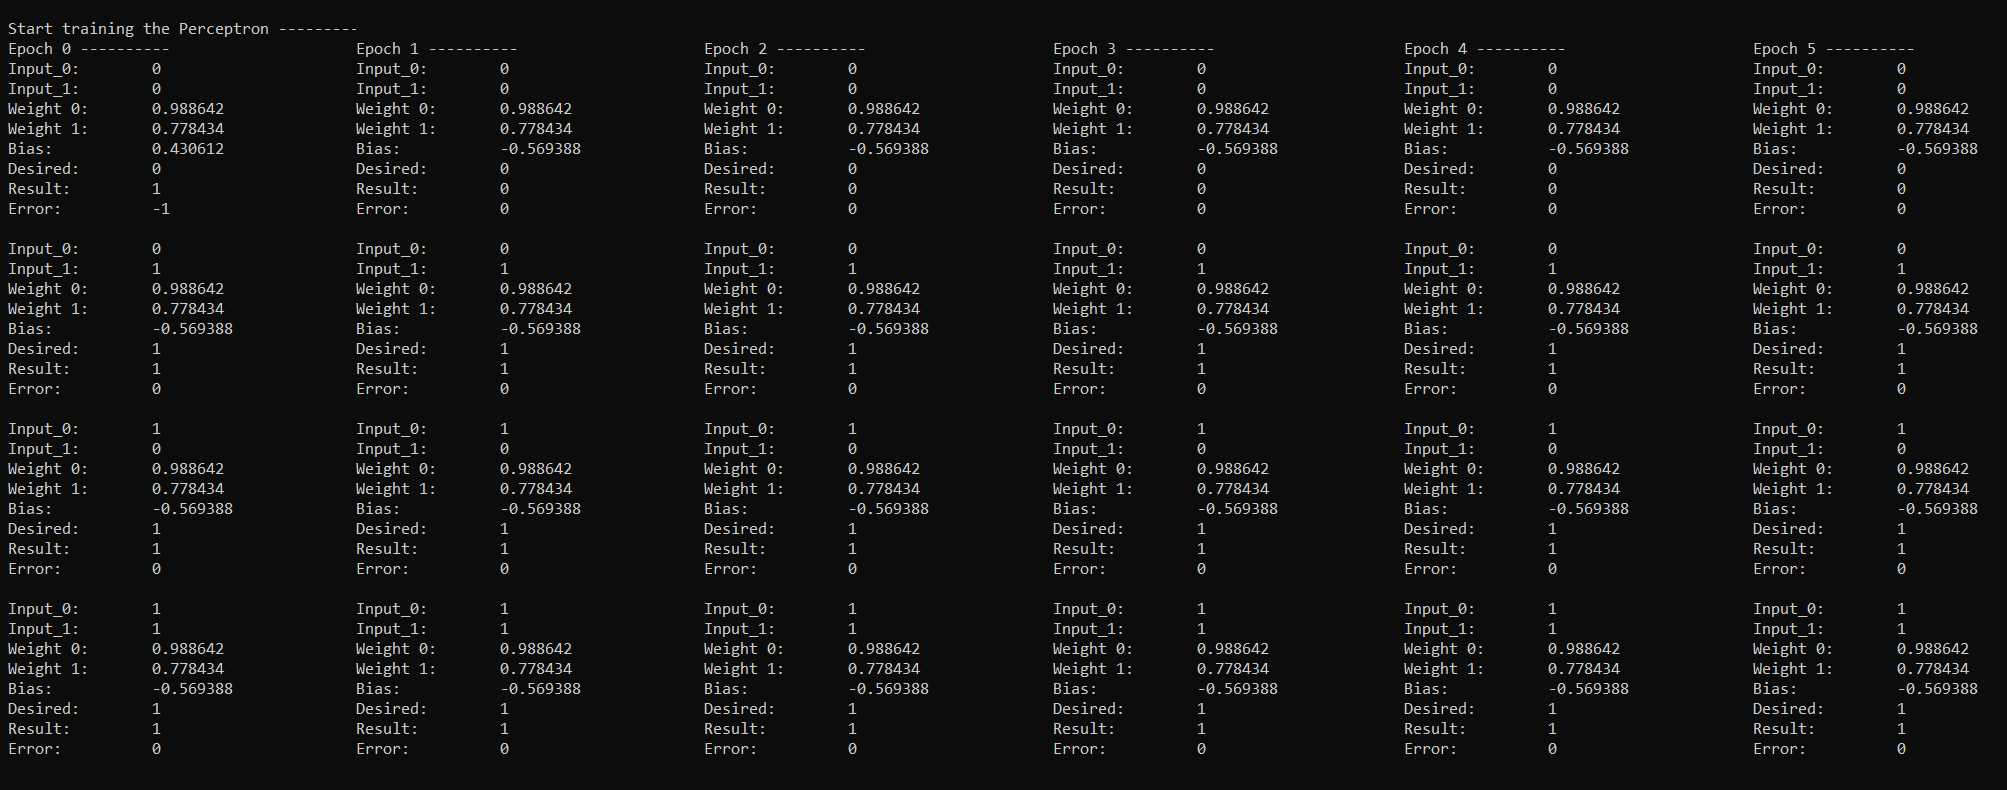 Start training the Perceptron ---------
Epoch 0 ---------- Epoch 1 ---------- Epoch 2 ---------- Epoch 3 ---------- Epoch 4 ---------- Epoch 5 ----------
Input_0: 0 Input_0: 0 Input_0: 0 Input_0: 0 Input_0: 0 Input_0: 0
Input_1: 0 Input_1: 0 Input_1: 0 Input_1: 0 Input_1: 0 Input_1: 0
Weight 0: 0.988642 Weight 0: 0.988642 Weight 0: 0.988642 Weight 0: 0.988642 Weight 0: 0.988642 Weight 0: 0.988642
Weight 1: 0.778434 Weight 1: 0.778434 Weight 1: 0.778434 Weight 1: 0.778434 Weight 1: 0.778434 Weight 1: 0.778434
Bias: 0.430612 Bias: -0.569388 Bias: -0.569388 Bias: -0.569388 Bias: -0.569388 Bias: -0.569388
Desired: 0 Desired: 0 Desired: 0 Desired: 0 Desired: 0 Desired: 0
Result: 1 Result: 0 Result: 0 Result: 0 Result: 0 Result: 0
Error: -1 Error: 0 Error: 0 Error: 0 Error: 0 Error: 0
Input_0: 0 Input_0: 0 Input_0: 0 Input_0: 0 Input_0: 0 Input_0: 0
Input_1: 1 Input_1: 1 Input_1: 1 Input_1: 1 Input_1: 1 Input_1: 1
Weight 0: 0.988642 Weight 0: 0.988642 Weight 0: 0.988642 Weight 0: 0.988642 Weight 0: 0.988642 Weight 0: 0.988642
Weight 1: 0.778434 Weight 1: 0.778434 Weight 1: 0.778434 Weight 1: 0.778434 Weight 1: 0.778434 Weight 1: 0.778434
Bias: -0.569388 Bias: -0.569388 Bias: -0.569388 Bias: -0.569388 Bias: -0.569388 Bias: -0.569388
Desired: 1 Desired: 1 Desired: 1 Desired: 1 Desired: 1 Desired: 1
Result: 1 Result: 1 Result: 1 Result: 1 Result: 1 Result: 1
Error: 0 Error: 0 Error: 0 Error: 0 Error: 0 Error: 0
Input_0: 1 Input_0: 1 Input_0: 1 Input_0: 1 Input_0: 1 Input_0: 1
Input_1: 0 Input_1: 0 Input_1: 0 Input_1: 0 Input_1: 0 Input_1: 0
Weight 0: 0.988642 Weight 0: 0.988642 Weight 0: 0.988642 Weight 0: 0.988642 Weight 0: 0.988642 Weight 0: 0.988642
Weight 1: 0.778434 Weight 1: 0.778434 Weight 1: 0.778434 Weight 1: 0.778434 Weight 1: 0.778434 Weight 1: 0.778434
Bias: -0.569388 Bias: -0.569388 Bias: -0.569388 Bias: -0.569388 Bias: -0.569388 Bias: -0.569388
Desired: 1 Desired: 1 Desired: 1 Desired: 1 Desired: 1 Desired: 1
Result: 1 Result: 1 Result: 1 Result: 1 Result: 1 Result: 1
Error: 0 Error: 0 Error: 0 Error: 0 Error: 0 Error: 0
Input_0: 1 Input_0: 1 Input_0: 1 Input_0: 1 Input_0: 1 Input_0: 1
Input_1: 1 Input_1: 1 Input_1: 1 Input_1: 1 Input_1: 1 Input_1: 1
Weight 0: 0.988642 Weight 0: 0.988642 Weight 0: 0.988642 Weight 0: 0.988642 Weight 0: 0.988642 Weight 0: 0.988642
Weight 1: 0.778434 Weight 1: 0.778434 Weight 1: 0.778434 Weight 1: 0.778434 Weight 1: 0.778434 Weight 1: 0.778434
Bias: -0.569388 Bias: -0.569388 Bias: -0.569388 Bias: -0.569388 Bias: -0.569388 Bias: -0.569388
Desired: 1 Desired: 1 Desired: 1 Desired: 1 Desired: 1 Desired: 1
Result: 1 Result: 1 Result: 1 Result: 1 Result: 1 Result: 1
Error: 0 Error: 0 Error: 0 Error: 0 Error: 0 Error: 0